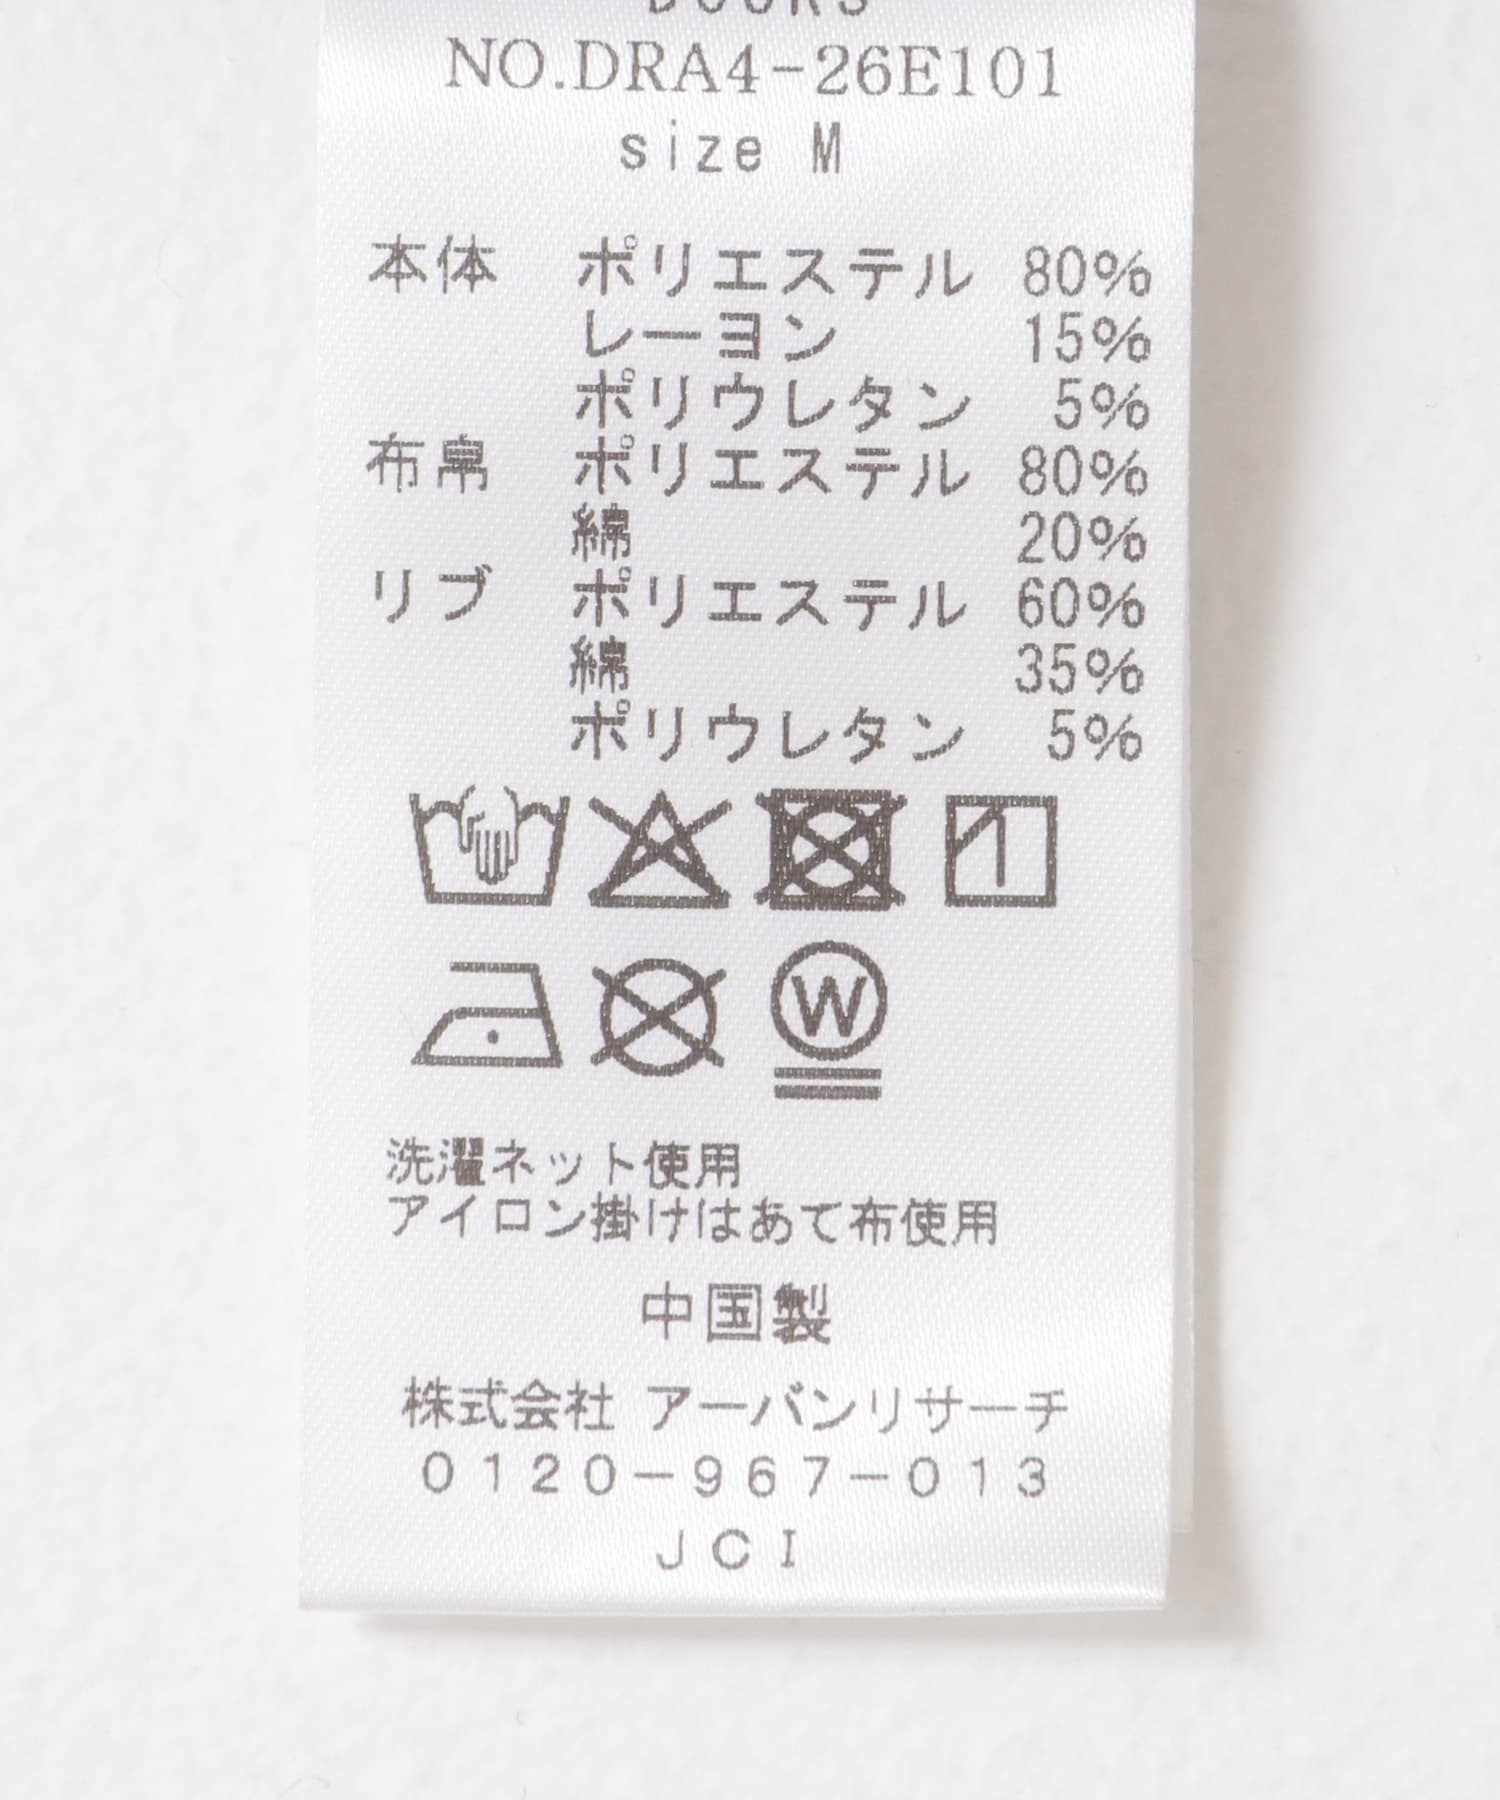 DOORS
NO.DRA4-26E101
size M
本体 ポリエステル 80%
レーヨン 15%
ポリウレタン 5%
布帛 ポリエステル 80%
綿 20%
リブ ポリエステル 60%
綿 35%
ポリウレタン 5%
W
洗濯ネット使用
アイロン掛けはあて布使用
中国製
株式会社 アーバンリサーチ
0120-967-013
JCI